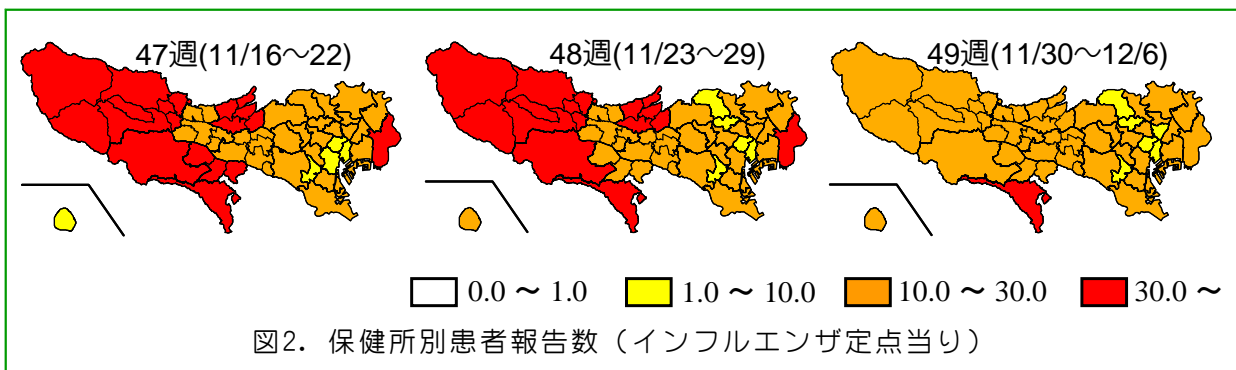 47週(11/16～22)
48週(11/23～29)
49週(11/30～12/6)
0.0 ～ 1.0
1.0 ～ 10.0
10.0 ～ 30.0
30.0 ～
図2. 保健所別患者報告数（インフルエンザ定点当り）